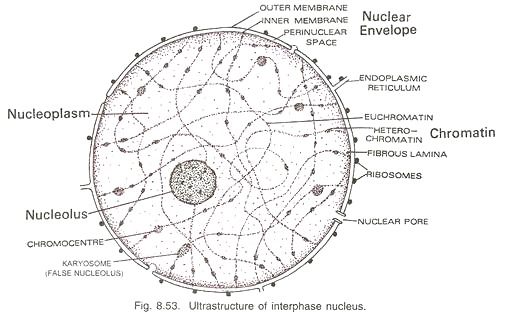 OUTER MEMBRANE
INNER MEMBRANE
PERINUCLEAR
SPACE
Nuclear
Envelope
ENDOPLASMIC
RETICULUM
Nucleoplasm
EUCHROMATIN
HETERO-
CHROMATIN
Chromatin
FIBROUS LAMINA
RIBOSOMES
Nucleolus
NUCLEAR PORE
CHROMOCENTRE
KARYOSOME
(FALSE NUCLEOLUS)
Fig. 8.53. Ultrastructure of interphase nucleus.